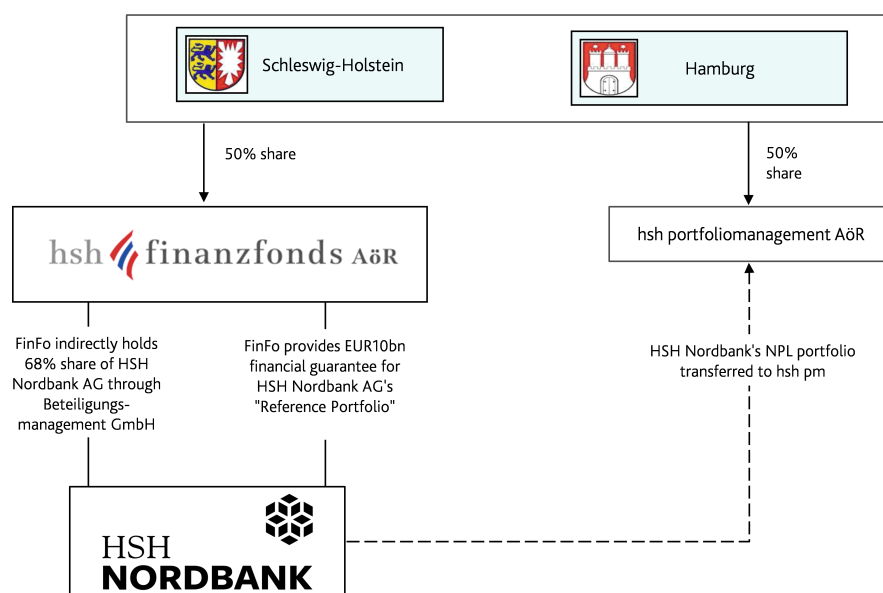 Schleswig-Holstein
Hamburg
50% share
50%
share
hsh finanzfonds AöR
hsh portfoliomanagement AöR
FinFo indirectly holds
68% share of HSH
Nordbank AG through
Beteiligungs-
management GmbH
FinFo provides EUR10bn
financial guarantee for
HSH Nordbank AG's
"Reference Portfolio"
HSH Nordbank's NPL portfolio
transferred to hsh pm
HSH
NORDBANK